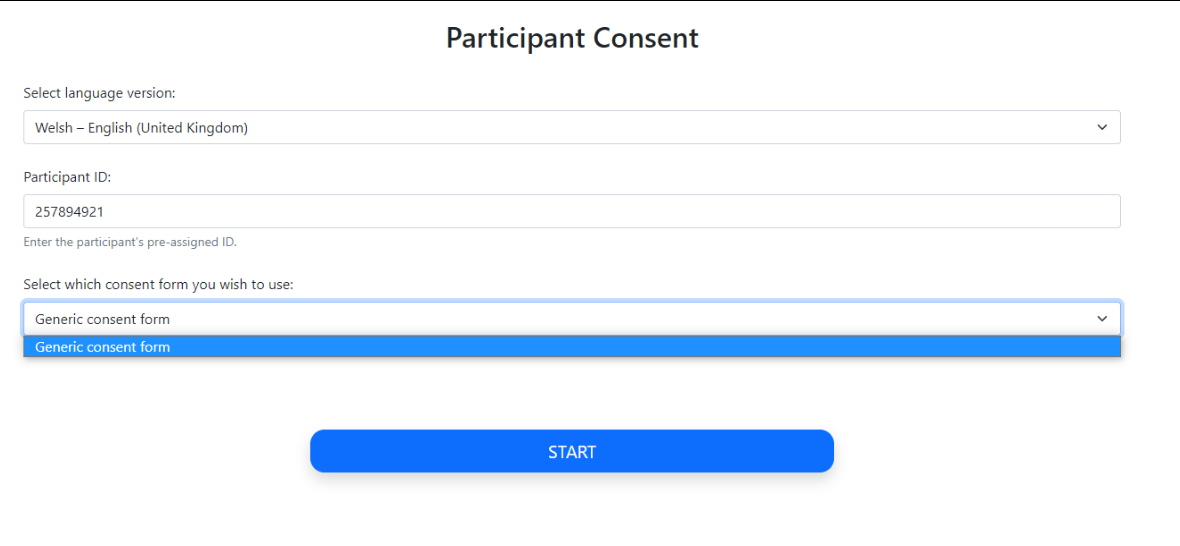 Participant Consent
Select language version:
Welsh – English (United Kingdom)
Participant ID:
257894921
Enter the participant's pre-assigned ID.
Select which consent form you wish to use:
Generic consent form
Generic consent form
START